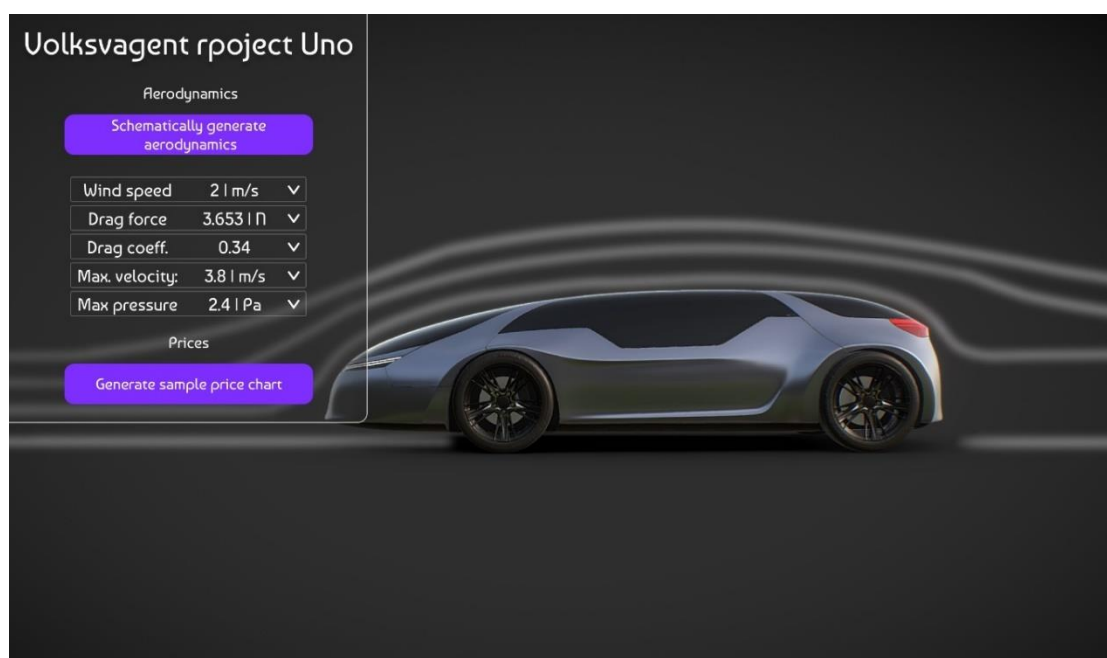 Volksvagent rpoject Uno
Aerodynamics
Schematically generate
aerodynamics
Wind speed 2 | m/s
Drag force 3.653 | N
Drag coeff. 0.34
Max. velocity: 3.8 | m/s
Max pressure 2.4 | Pa
Prices
Generate sample price chart